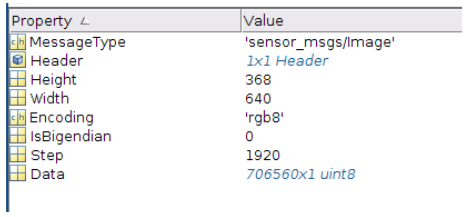 Property Value
MessageType 'sensor_msgs/Image'
Header 1x1 Header
Height 368
Width 640
Encoding 'rgb8'
IsBigendian 0
Step 1920
Data 706560x1 uint8